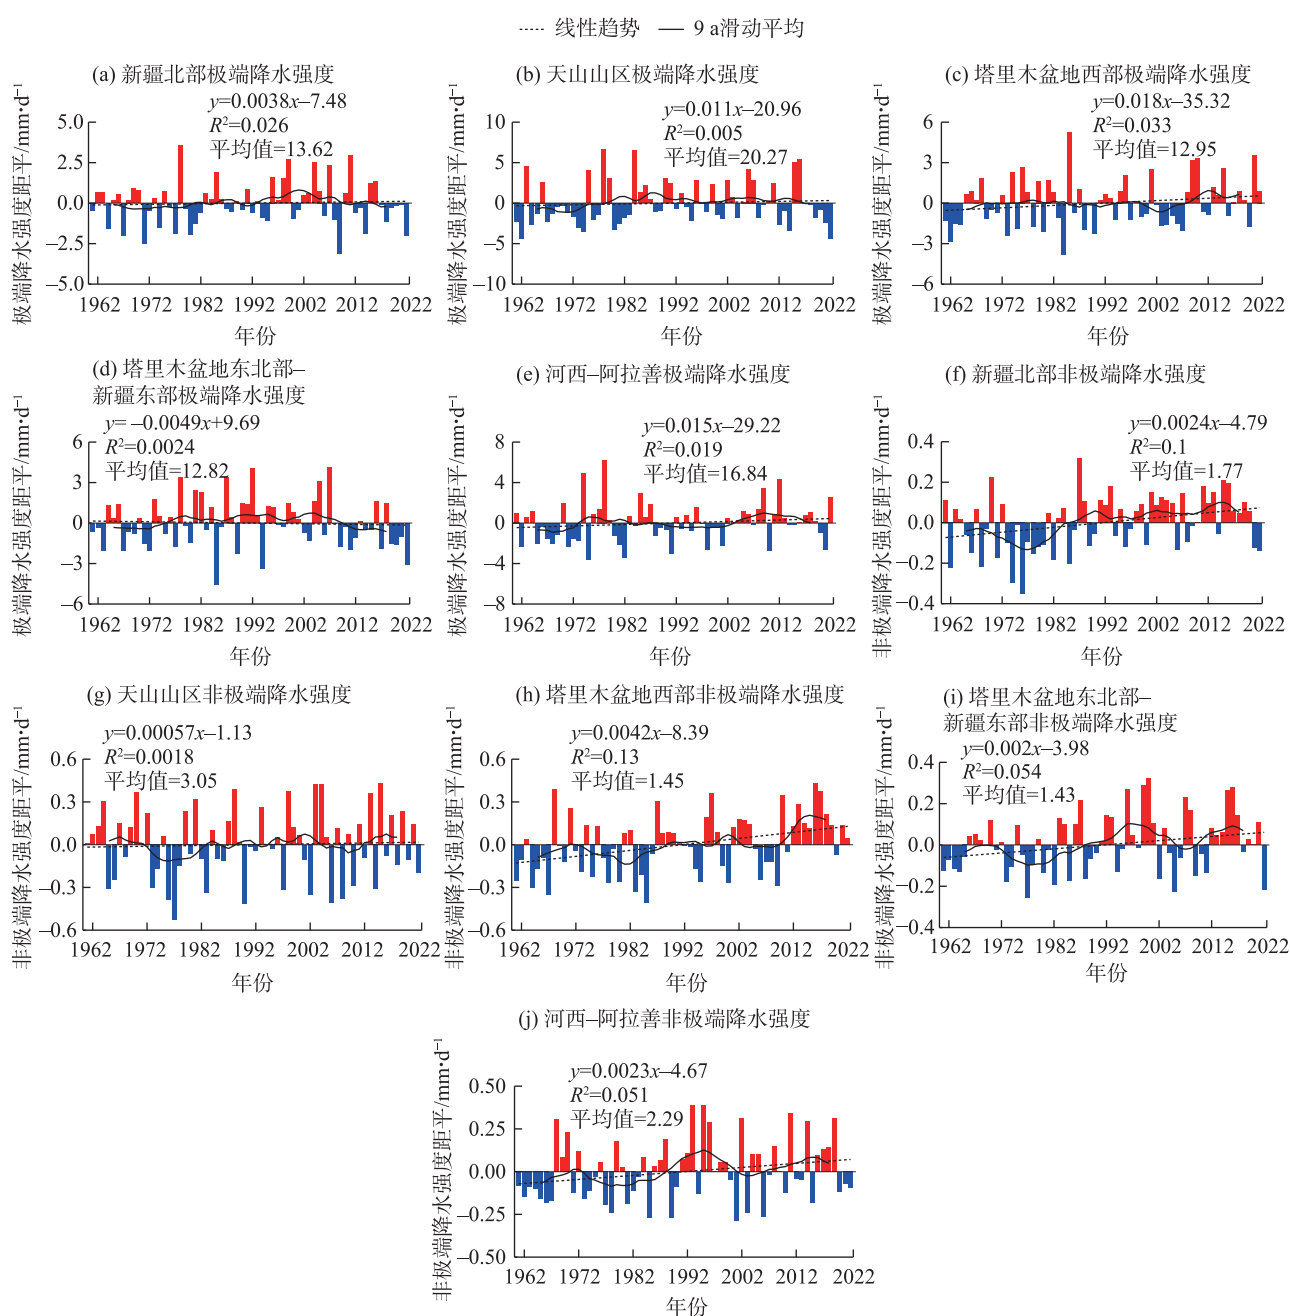 线性趋势 9 a滑动平均
(a) 新疆北部极端降水强度
y=0.0038x–7.48
R²=0.026
平均值=13.62
极端降水强度距平/mm·d⁻¹
5.0
2.5
0.0
–2.5
–5.0
1962 1972 1982 1992 2002 2012 2022
年份
(b) 天山山区极端降水强度
y=0.011x–20.96
R²=0.005
平均值=20.27
极端降水强度距平/mm·d⁻¹
10
5
0
–5
–10
1962 1972 1982 1992 2002 2012 2022
年份
(c) 塔里木盆地西部极端降水强度
y=0.018x–35.32
R²=0.033
平均值=12.95
极端降水强度距平/mm·d⁻¹
6
3
0
–3
–6
1962 1972 1982 1992 2002 2012 2022
年份
(d) 塔里木盆地东北部–
新疆东部极端降水强度
y= –0.0049x+9.69
R²=0.0024
平均值=12.82
极端降水强度距平/mm·d⁻¹
6
3
0
–3
–6
1962 1972 1982 1992 2002 2012 2022
年份
(e) 河西–阿拉善极端降水强度
y=0.015x–29.22
R²=0.019
平均值=16.84
极端降水强度距平/mm·d⁻¹
8
4
0
–4
–8
1962 1972 1982 1992 2002 2012 2022
年份
(f) 新疆北部非极端降水强度
y=0.0024x–4.79
R²=0.1
平均值=1.77
非极端降水强度距平/mm·d⁻¹
0.4
0.2
0.0
–0.2
–0.4
1962 1972 1982 1992 2002 2012 2022
年份
(g) 天山山区非极端降水强度
y=0.00057x–1.13
R²=0.0018
平均值=3.05
非极端降水强度距平/mm·d⁻¹
0.6
0.3
0.0
–0.3
–0.6
1962 1972 1982 1992 2002 2012 2022
年份
(h) 塔里木盆地西部非极端降水强度
y=0.0042x–8.39
R²=0.13
平均值=1.45
非极端降水强度距平/mm·d⁻¹
0.6
0.3
0.0
–0.3
–0.6
1962 1972 1982 1992 2002 2012 2022
年份
(i) 塔里木盆地东北部–
新疆东部非极端降水强度
y=0.002x–3.98
R²=0.054
平均值=1.43
非极端降水强度距平/mm·d⁻¹
0.4
0.2
0.0
–0.2
–0.4
1962 1972 1982 1992 2002 2012 2022
年份
(j) 河西–阿拉善非极端降水强度
y=0.0023x–4.67
R²=0.051
平均值=2.29
非极端降水强度距平/mm·d⁻¹
0.50
0.25
0.00
–0.25
–0.50
1962 1972 1982 1992 2002 2012 2022
年份